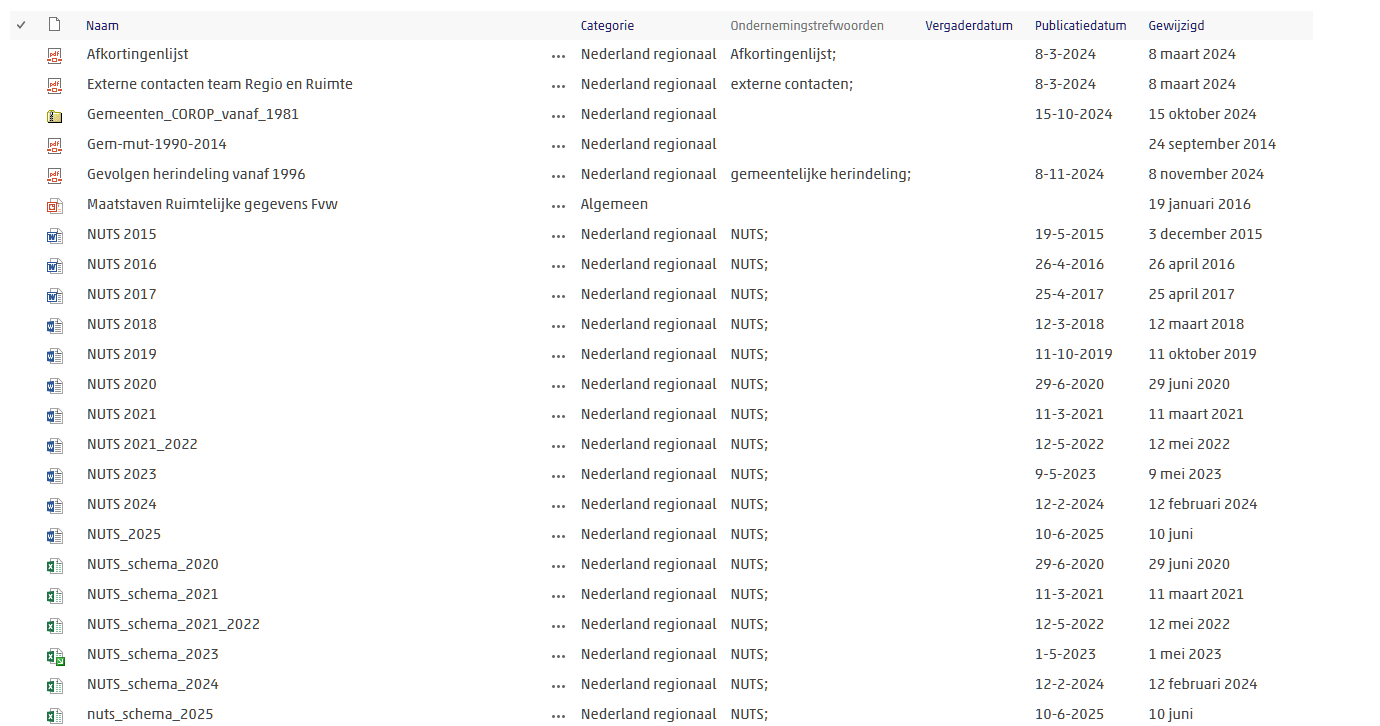 Naam Categorie Ondernemingstrefwoorden Vergaderdatum Publicatiedatum Gewijzigd
Afkortingenlijst ... Nederland regionaal Afkortingenlijst; 8-3-2024 8 maart 2024
Externe contacten team Regio en Ruimte ... Nederland regionaal externe contacten; 8-3-2024 8 maart 2024
Gemeenten_COROP_vanaf_1981 ... Nederland regionaal 15-10-2024 15 oktober 2024
Gem-mut-1990-2014 ... Nederland regionaal 24 september 2014
Gevolgen herindeling vanaf 1996 ... Nederland regionaal gemeentelijke herindeling; 8-11-2024 8 november 2024
Maatstaven Ruimtelijke gegevens Fvw ... Algemeen 19 januari 2016
NUTS 2015 ... Nederland regionaal NUTS; 19-5-2015 3 december 2015
NUTS 2016 ... Nederland regionaal NUTS; 26-4-2016 26 april 2016
NUTS 2017 ... Nederland regionaal NUTS; 25-4-2017 25 april 2017
NUTS 2018 ... Nederland regionaal NUTS; 12-3-2018 12 maart 2018
NUTS 2019 ... Nederland regionaal NUTS; 11-10-2019 11 oktober 2019
NUTS 2020 ... Nederland regionaal NUTS; 29-6-2020 29 juni 2020
NUTS 2021 ... Nederland regionaal NUTS; 11-3-2021 11 maart 2021
NUTS 2021_2022 ... Nederland regionaal NUTS; 12-5-2022 12 mei 2022
NUTS 2023 ... Nederland regionaal NUTS; 9-5-2023 9 mei 2023
NUTS 2024 ... Nederland regionaal NUTS; 12-2-2024 12 februari 2024
NUTS_2025 ... Nederland regionaal NUTS; 10-6-2025 10 juni
NUTS_schema_2020 ... Nederland regionaal NUTS; 29-6-2020 29 juni 2020
NUTS_schema_2021 ... Nederland regionaal NUTS; 11-3-2021 11 maart 2021
NUTS_schema_2021_2022 ... Nederland regionaal NUTS; 12-5-2022 12 mei 2022
NUTS_schema_2023 ... Nederland regionaal NUTS; 1-5-2023 1 mei 2023
NUTS_schema_2024 ... Nederland regionaal NUTS; 12-2-2024 12 februari 2024
nuts_schema_2025 ... Nederland regionaal NUTS; 10-6-2025 10 juni